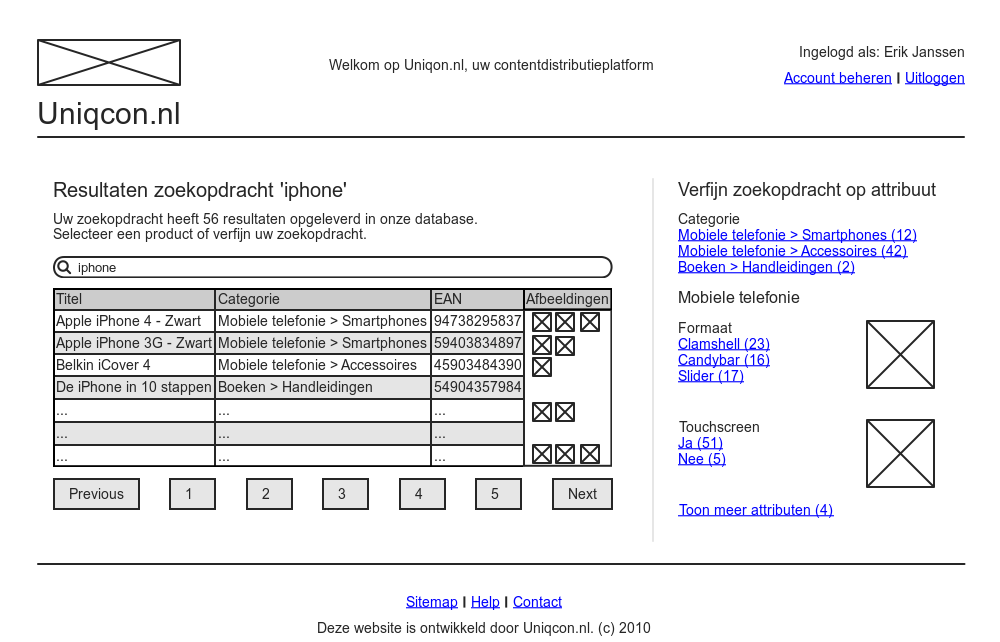 Ingelogd als: Erik Janssen
Welkom op Uniqon.nl, uw contentdistributieplatform
Account beheren | Uitloggen
Uniqcon.nl
Resultaten zoekopdracht 'iphone'
Uw zoekopdracht heeft 56 resultaten opgeleverd in onze database.
Selecteer een product of verfijn uw zoekopdracht.
iphone
Titel Categorie EAN Afbeeldingen
Apple iPhone 4 - Zwart Mobiele telefonie > Smartphones 94738295837
Apple iPhone 3G - Zwart Mobiele telefonie > Smartphones 59403834897
Belkin iCover 4 Mobiele telefonie > Accessoires 45903484390
De iPhone in 10 stappen Boeken > Handleidingen 54904357984
... ... ...
... ... ...
... ... ...
Previous 1 2 3 4 5 Next
Verfijn zoekopdracht op attribuut
Categorie
Mobiele telefonie > Smartphones (12)
Mobiele telefonie > Accessoires (42)
Boeken > Handleidingen (2)
Mobiele telefonie
Formaat
Clamshell (23)
Candybar (16)
Slider (17)
Touchscreen
Ja (51)
Nee (5)
Toon meer attributen (4)
Sitemap | Help | Contact
Deze website is ontwikkeld door Uniqcon.nl. (c) 2010